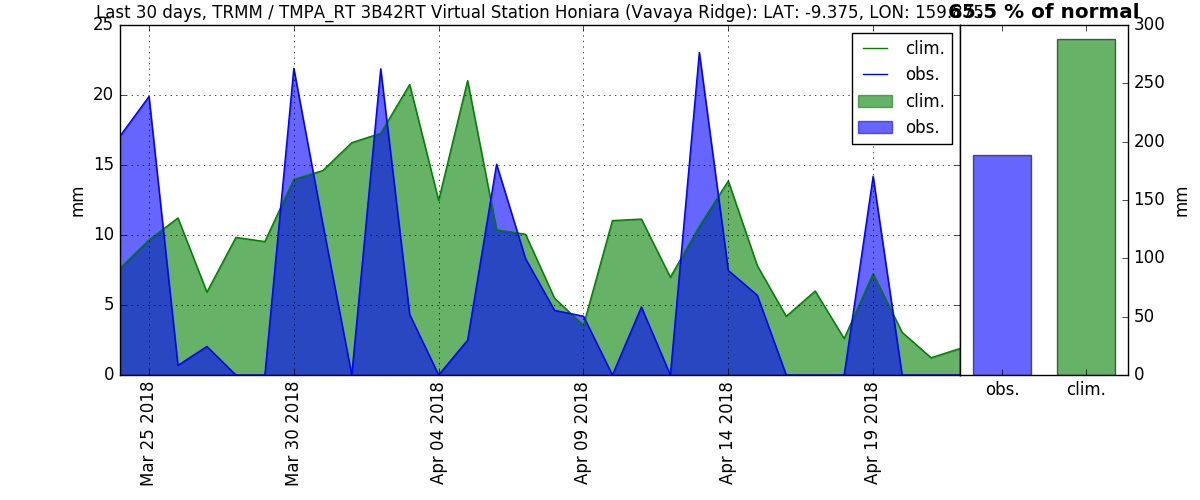 Last 30 days, TRMM / TMPA_RT 3B42RT Virtual Station Honiara (Vavaya Ridge): LAT: -9.375, LON:
65.5 % of normal
25
20
15
10
5
0
mm
clim.
obs.
clim.
obs.
300
250
200
150
100
50
0
mm
obs.
clim.
Mar 25 2018
Mar 30 2018
Apr 04 2018
Apr 09 2018
Apr 14 2018
Apr 19 2018